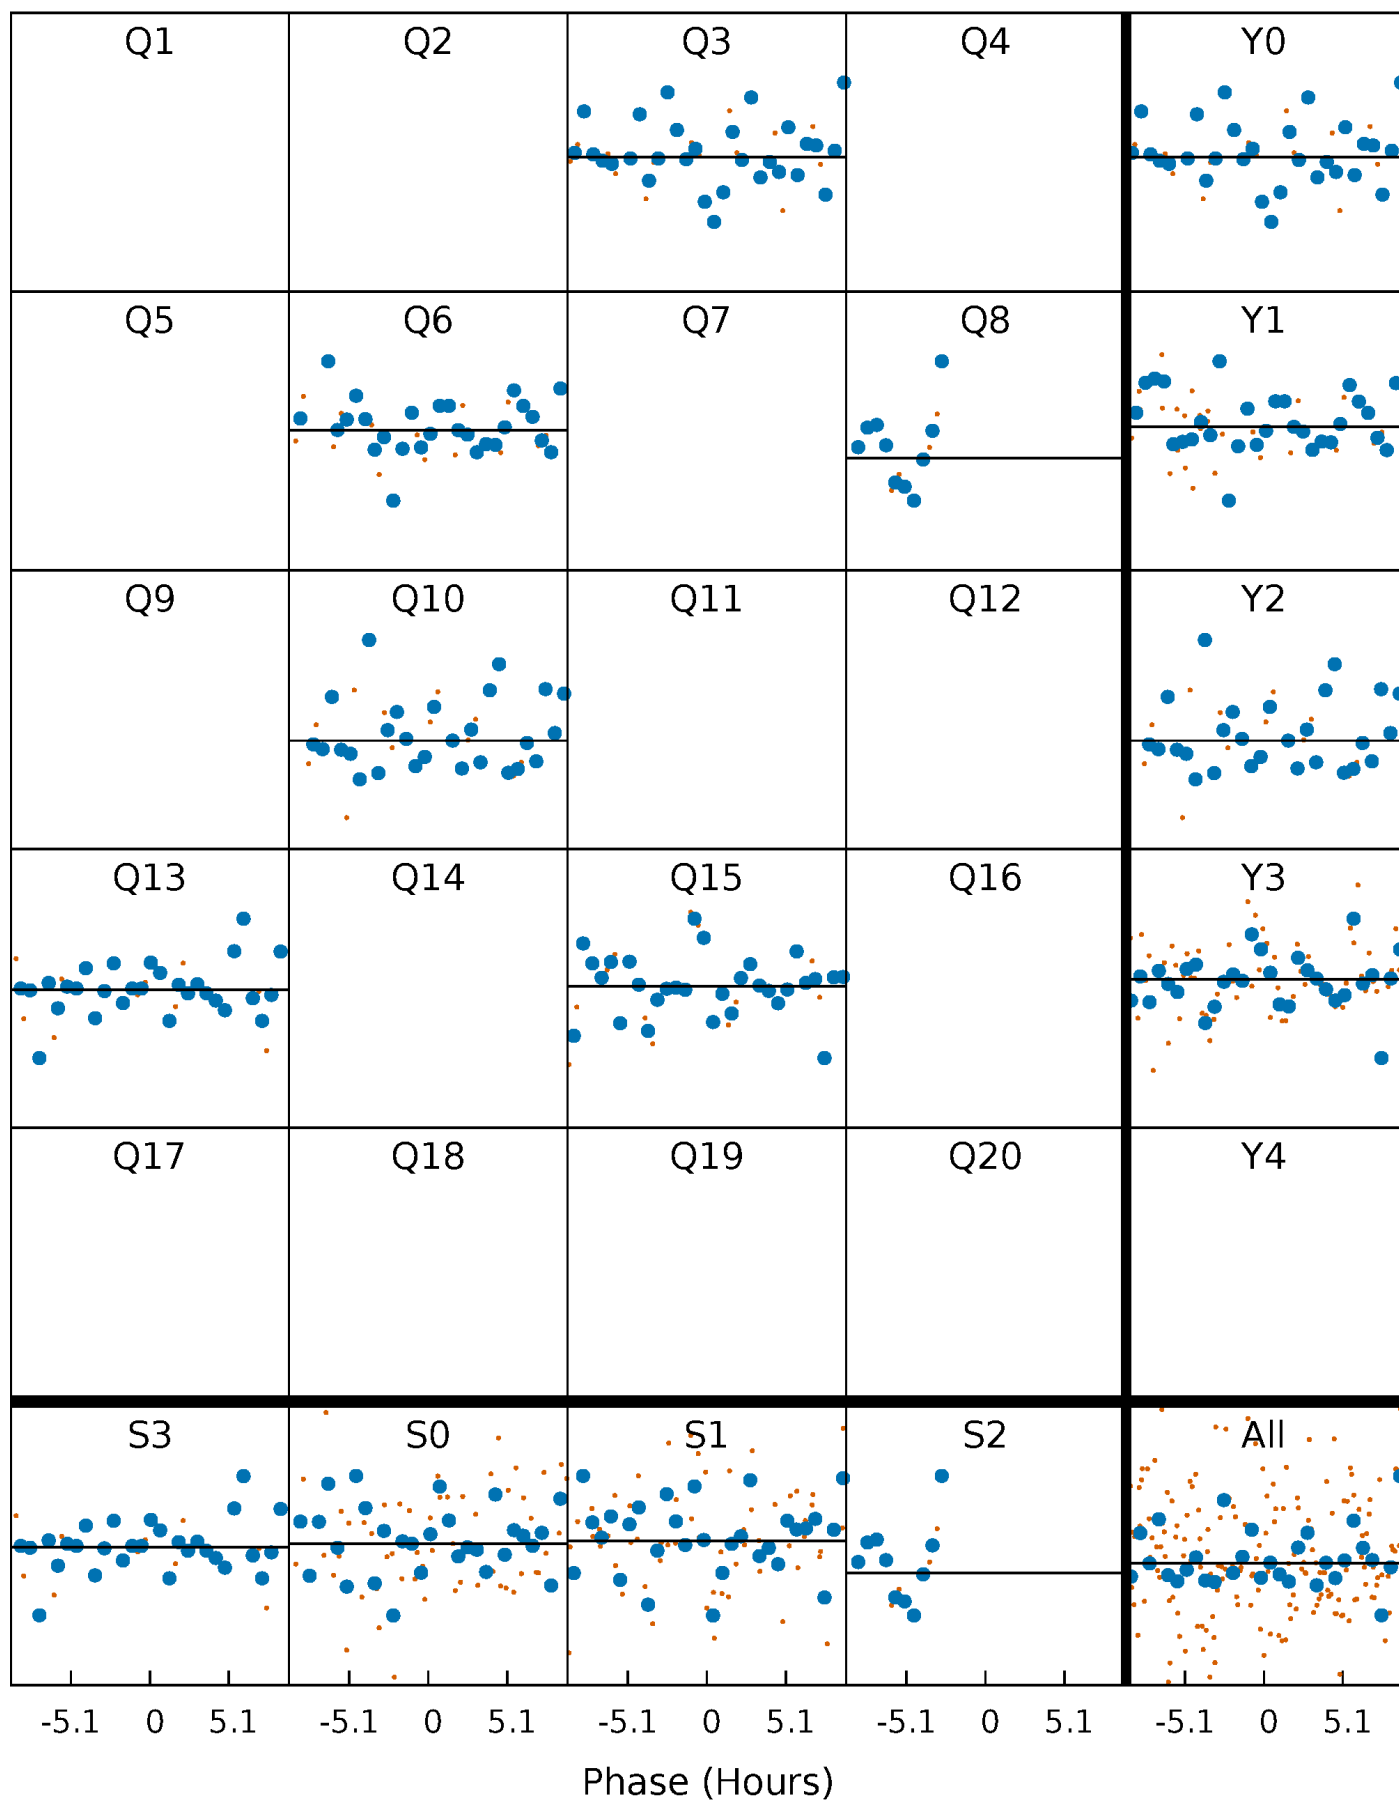 Q1 Q2 Q3 Q4 Y0
Q5 Q6 Q7 Q8 Y1
Q9 Q10 Q11 Q12 Y2
Q13 Q14 Q15 Q16 Y3
Q17 Q18 Q19 Q20 Y4
S3 S0 S1 S2 All
-5.1 0 5.1 -5.1 0 5.1 -5.1 0 5.1 -5.1 0 5.1 -5.1 0 5.1
Phase (Hours)